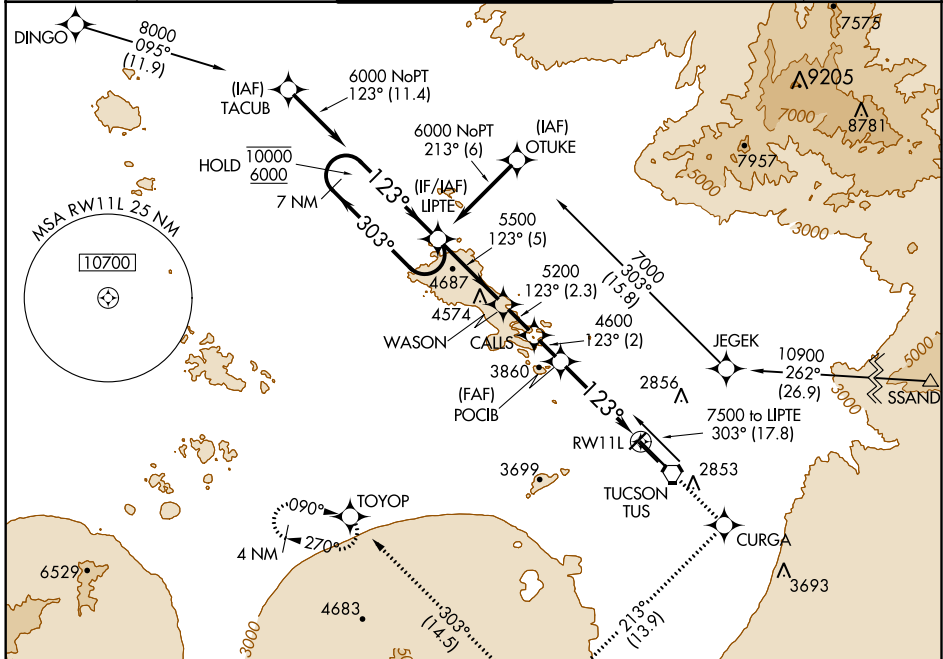 DINGO
8000
095°
(11.9)
(IAF)
TACUB
6000 NoPT
123° (11.4)
HOLD
10000
6000
7 NM
123°
303°
6000 NoPT
213° (6)
(IAF)
OTUKE
(IF/IAF)
LIPTE
7575
9205
7000
8781
7957
5000
3000
MSA RW11L 25 NM
10700
5500
123° (5)
4687
4574
5200
123° (2.3)
WASON
CALLS
4600
123° (2)
3860
(FAF)
POCIB
123°
7000
303°
(15.8)
JEGEK
10900
262°
(26.9)
5000
SSAND
3000
2856
7500 to LIPTE
303° (17.8)
RW11L
2853
TUCSON
TUS
3699
CURGA
TOYOP
090°
270°
4 NM
6529
4683
3000
303°
(14.5)
213°
(13.9)
3693